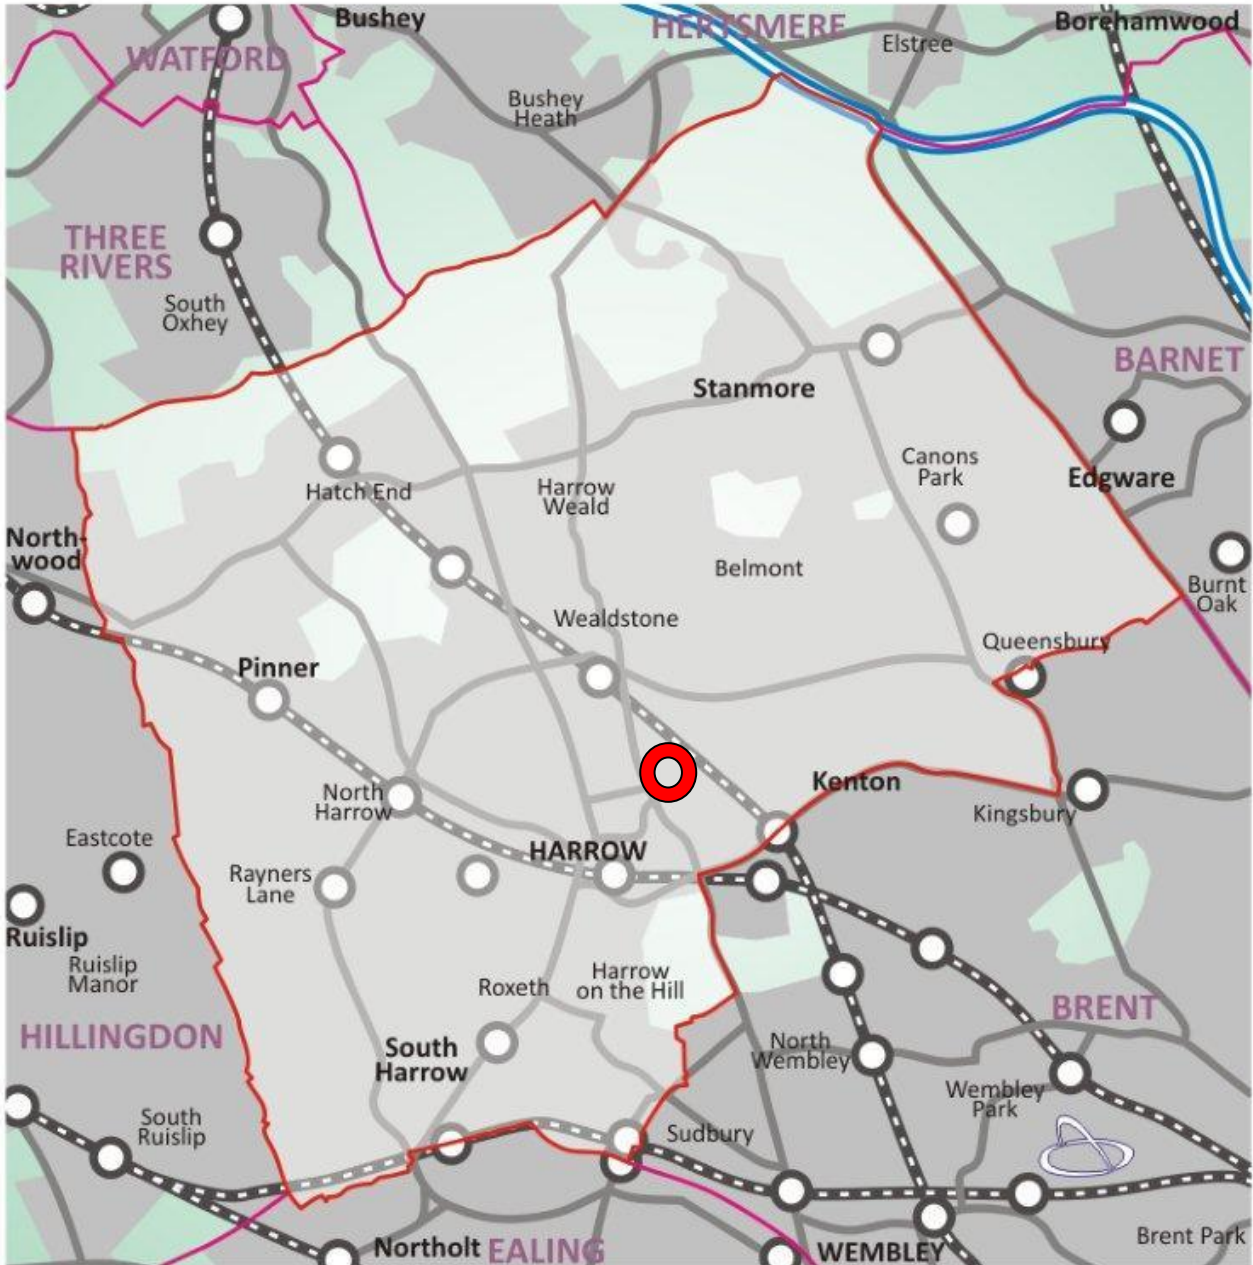 Bushey
HERTSMERE
Borehamwood
WATFORD
Elstree
Bushey
Heath
THREE
RIVERS
South
Oxhey
BARNET
Stanmore
Canons
Park
Edgware
Hatch End
Harrow
Weald
North-
wood
Belmont
Burnt
Oak
Wealdstone
Queensbury
Pinner
Kenton
North
Harrow
Kingsbury
Eastcote
HARROW
Rayners
Lane
Ruislip
Ruislip
Manor
Harrow
on the Hill
Roxeth
BRENT
HILLINGDON
South
Harrow
North
Wembley
Wembley
Park
South
Ruislip
Sudbury
Northolt
EALING
WEMBLEY
Brent Park